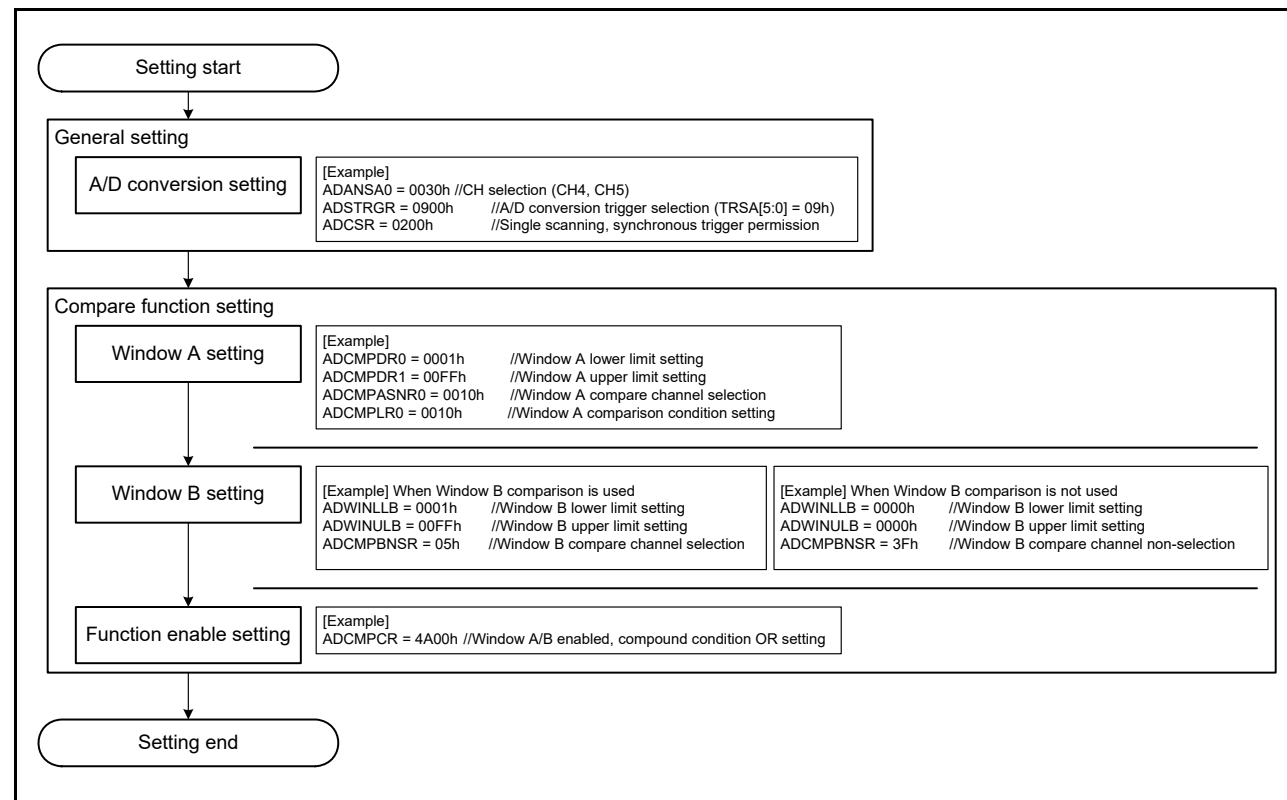 Setting start
General setting
A/D conversion setting
[Example]
ADANSA0 = 0030h //CH selection (CH4, CH5)
ADSTRGR = 0900h //A/D conversion trigger selection (TRSA[5:0] = 09h)
ADCSR = 0200h //Single scanning, synchronous trigger permission
Compare function setting
Window A setting
[Example]
ADCMPDR0 = 0001h //Window A lower limit setting
ADCMPDR1 = 00FFh //Window A upper limit setting
ADCMPASNR0 = 0010h //Window A compare channel selection
ADCMPLR0 = 0010h //Window A comparison condition setting
Window B setting
[Example] When Window B comparison is used
ADWINLLB = 0001h //Window B lower limit setting
ADWINULB = 00FFh //Window B upper limit setting
ADCMPBNSR = 05h //Window B compare channel selection
[Example] When Window B comparison is not used
ADWINLLB = 0000h //Window B lower limit setting
ADWINULB = 0000h //Window B upper limit setting
ADCMPBNSR = 3Fh //Window B compare channel non-selection
Function enable setting
[Example]
ADCMPCR = 4A00h //Window A/B enabled, compound condition OR setting
Setting end